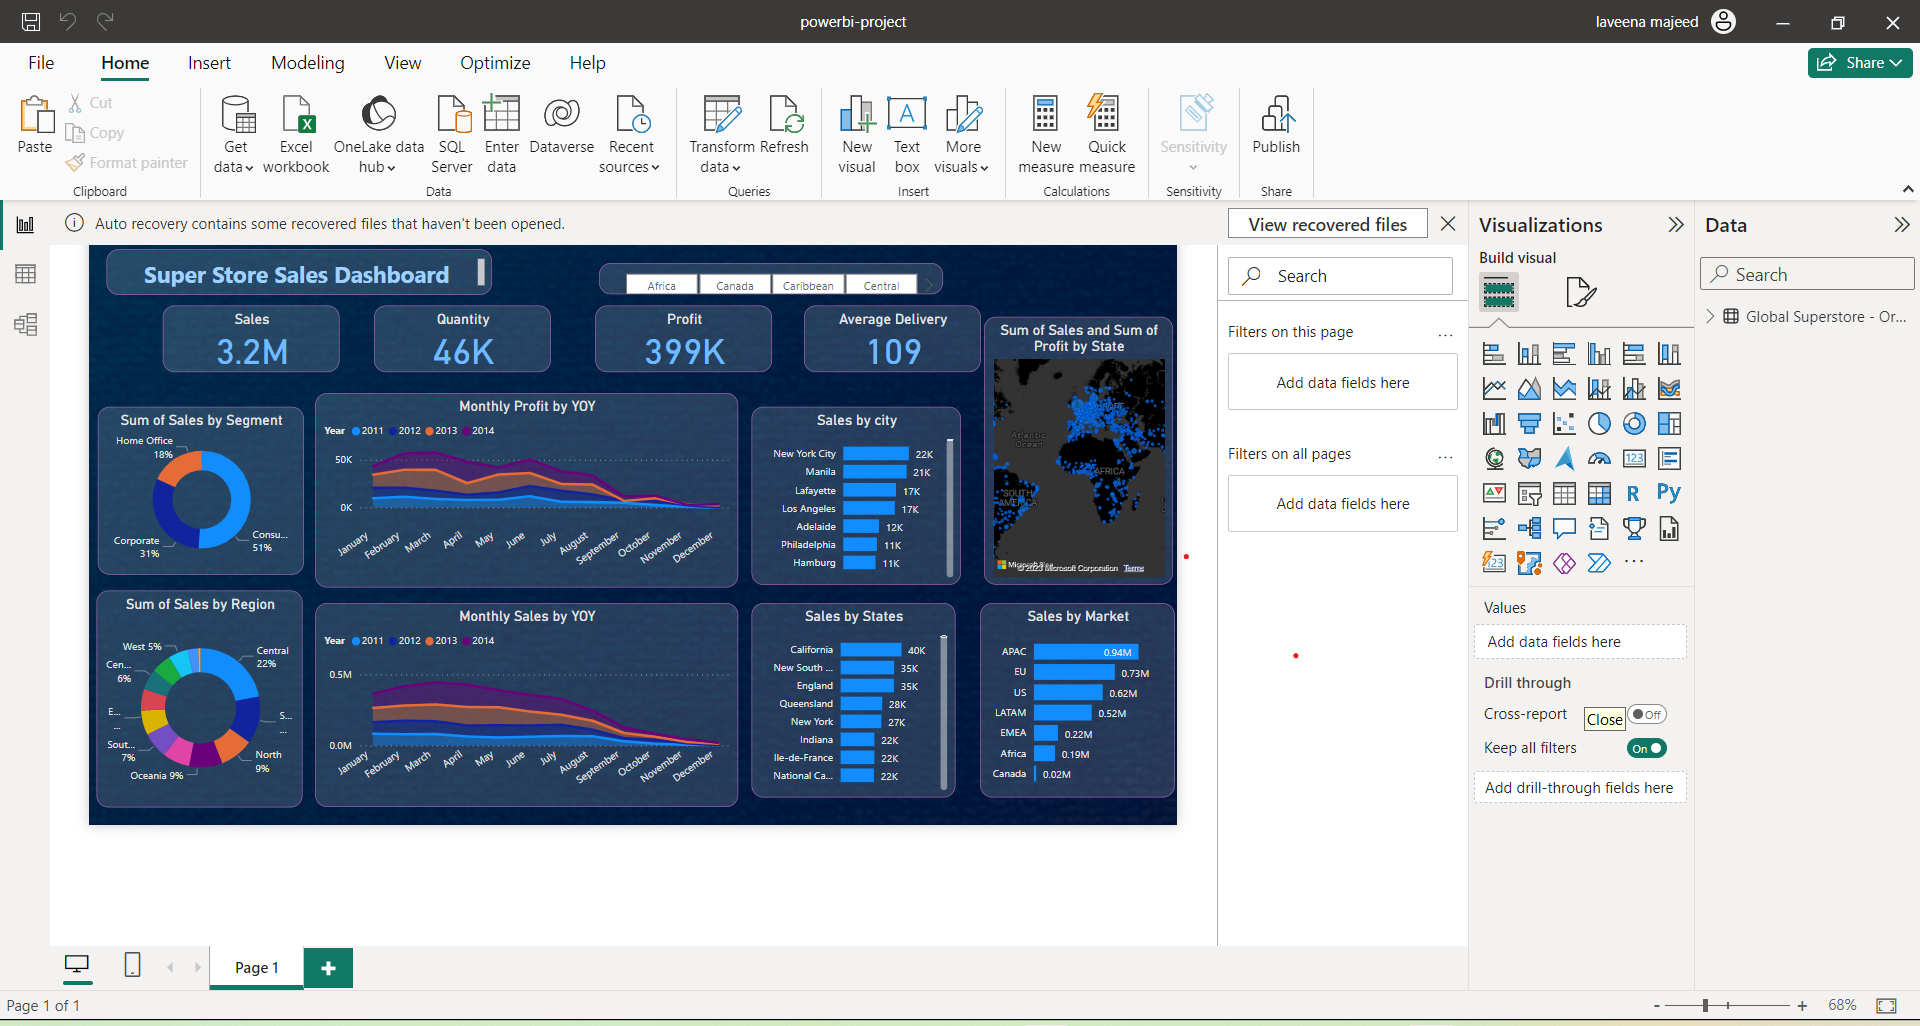 powerbi-project
laveena majeed
File Home Insert Modeling View Optimize Help
Share
Paste
Cut
Copy
Format painter
Clipboard
Get data
Excel workbook
OneLake data hub
SQL Server
Enter data
Dataverse
Recent sources
Data
Transform data
Refresh
Queries
New visual
Text box
More visuals
Insert
New measure
Quick measure
Calculations
Sensitivity
Sensitivity
Publish
Share
Auto recovery contains some recovered files that haven't been opened.
View recovered files
Super Store Sales Dashboard
Africa
Canada
Caribbean
Central
Sales
3.2M
Quantity
46K
Profit
399K
Average Delivery
109
Sum of Sales and Sum of
Profit by State
Atlantic
Ocean
AFRICA
SOUTH
AMERICA
© 2023 Microsoft Corporation Terms
Sum of Sales by Segment
Home Office
18%
Corporate
31%
Consu...
51%
Monthly Profit by YOY
Year 2011 2012 2013 2014
50K
0K
January February March April May June July August September October November December
Sales by city
New York City 22K
Manila 21K
Lafayette 17K
Los Angeles 17K
Adelaide 12K
Philadelphia 11K
Hamburg 11K
Sum of Sales by Region
West 5%
Central
22%
Cen...
6%
E...
...
S...
...
Sout...
7%
North
9%
Oceania 9%
Monthly Sales by YOY
Year 2011 2012 2013 2014
0.5M
0.0M
January February March April May June July August September October November December
Sales by States
California 40K
New South ... 35K
England 35K
Queensland 28K
New York 27K
Indiana 22K
Ile-de-France 22K
National Ca... 22K
Sales by Market
APAC 0.94M
EU 0.73M
US 0.62M
LATAM 0.52M
EMEA 0.22M
Africa 0.19M
Canada 0.02M
Search
Filters on this page
...
Add data fields here
Filters on all pages
...
Add data fields here
Visualizations
Build visual
123
R
Py
123
...
Values
Add data fields here
Drill through
Cross-report
Close
Off
Keep all filters
On
Add drill-through fields here
Data
Search
Global Superstore - Or...
Page 1
Page 1 of 1
- + 68%